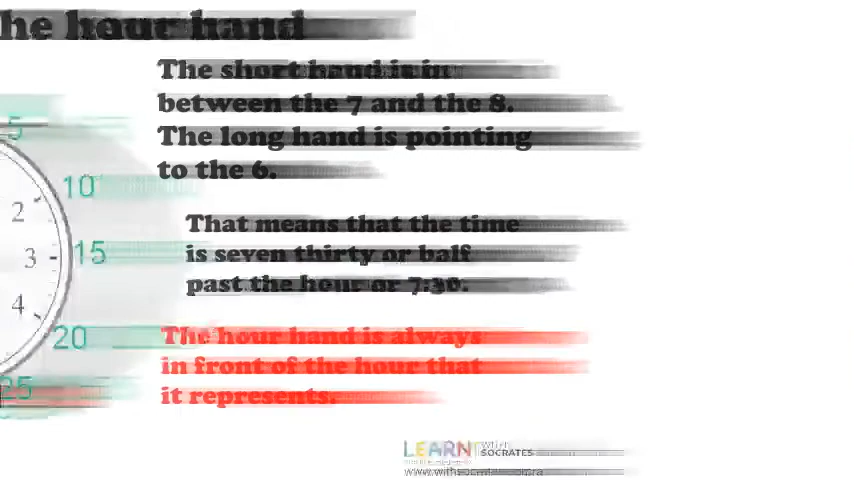 he hour hand
The short hand is in
between the 7 and the 8.
The long hand is pointing
to the 6.
That means that the time
is seven thirty or half
past the hour or 7:30.
The hour hand is always
in front of the hour that
it represents.
5
10
2
15
3
4
20
25
LEARN WITH
SOCRATES